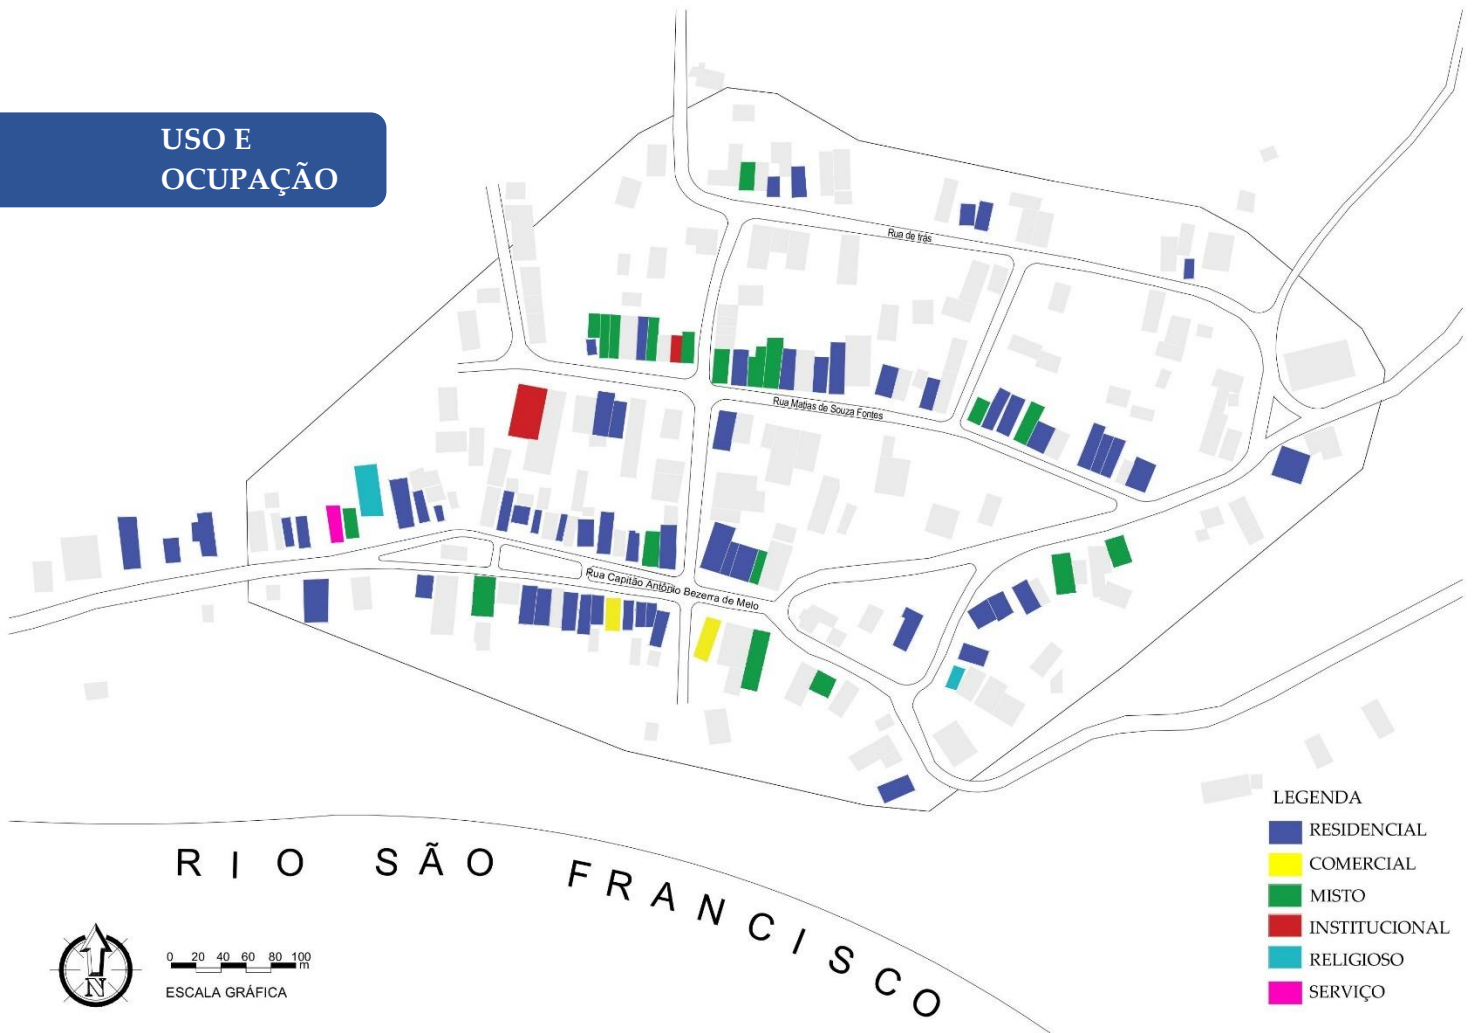 USO E
OCUPAÇÃO
Rua de trás
Rua Matias de Souza Fontes
Rua Capitão Antônio Bezerra de Melo
RIO SÃO FRANCISCO
N
0 20 40 60 80 100
m
ESCALA GRÁFICA
LEGENDA
RESIDENCIAL
COMERCIAL
MISTO
INSTITUCIONAL
RELIGIOSO
SERVIÇO